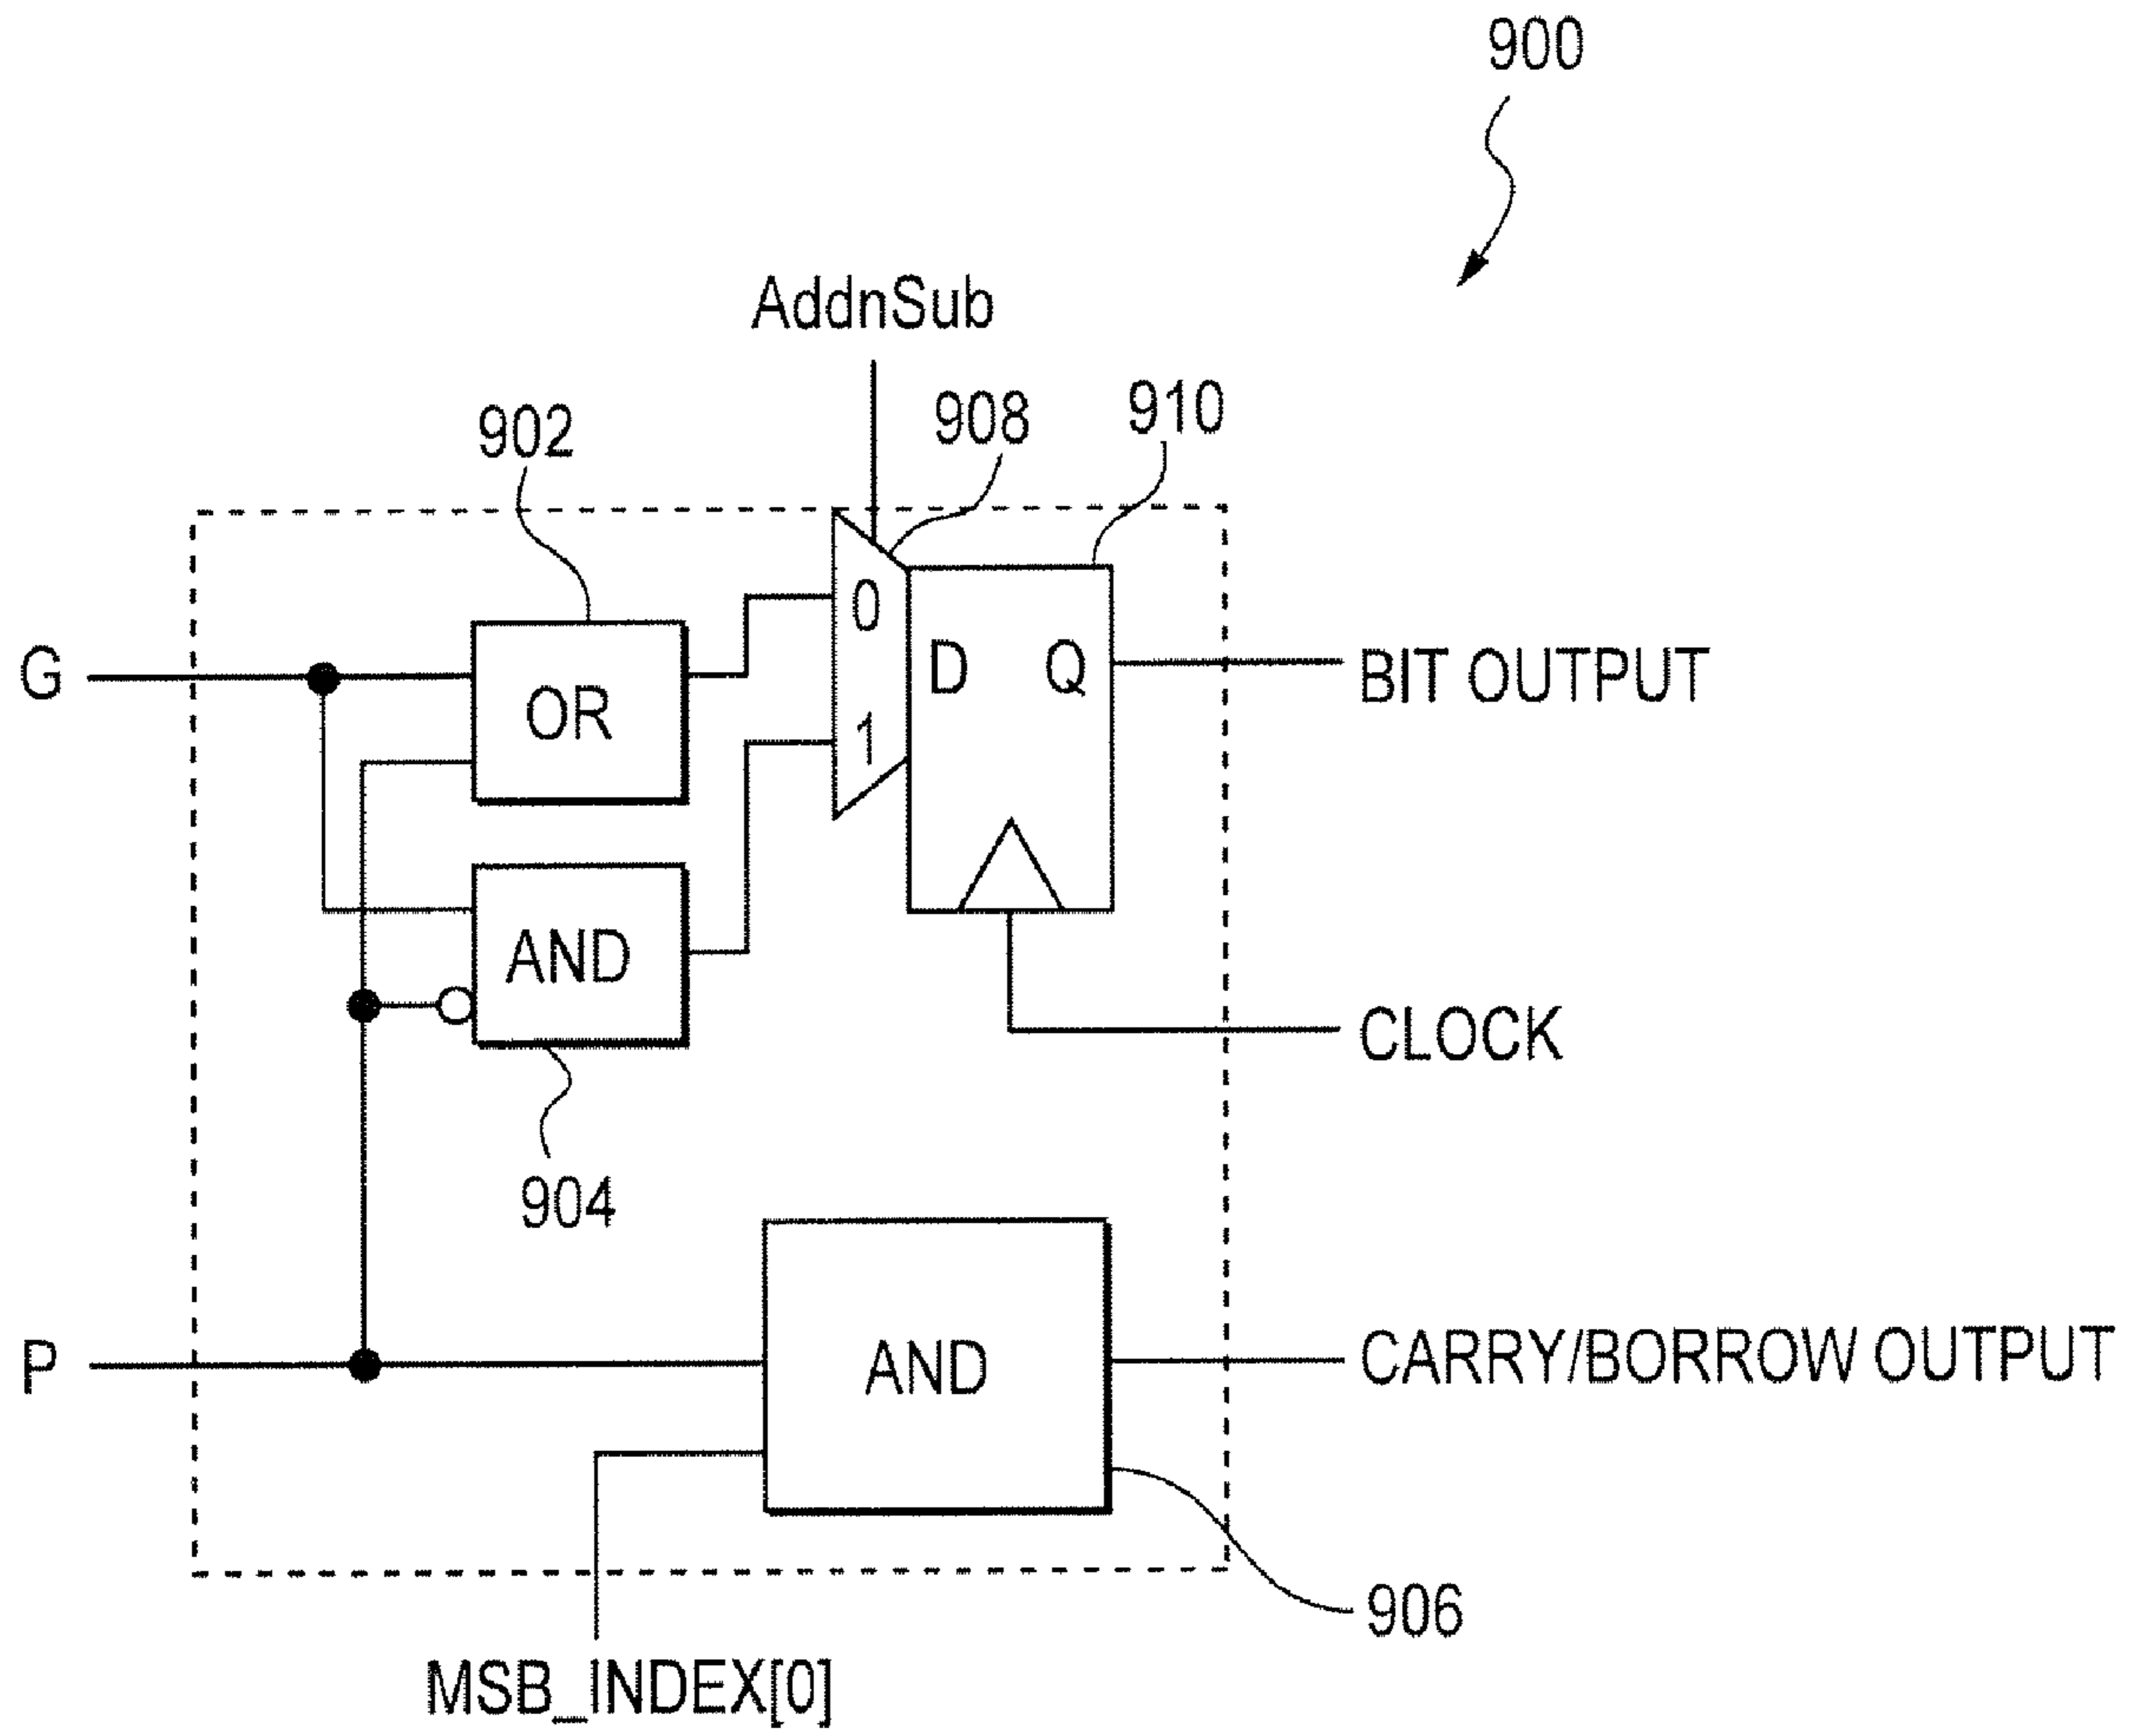 900
AddnSub
902
908
910
0
G
OR
1
D
Q
BIT OUTPUT
AND
CLOCK
904
P
AND
CARRY/BORROW OUTPUT
906
MSB_INDEX[0]